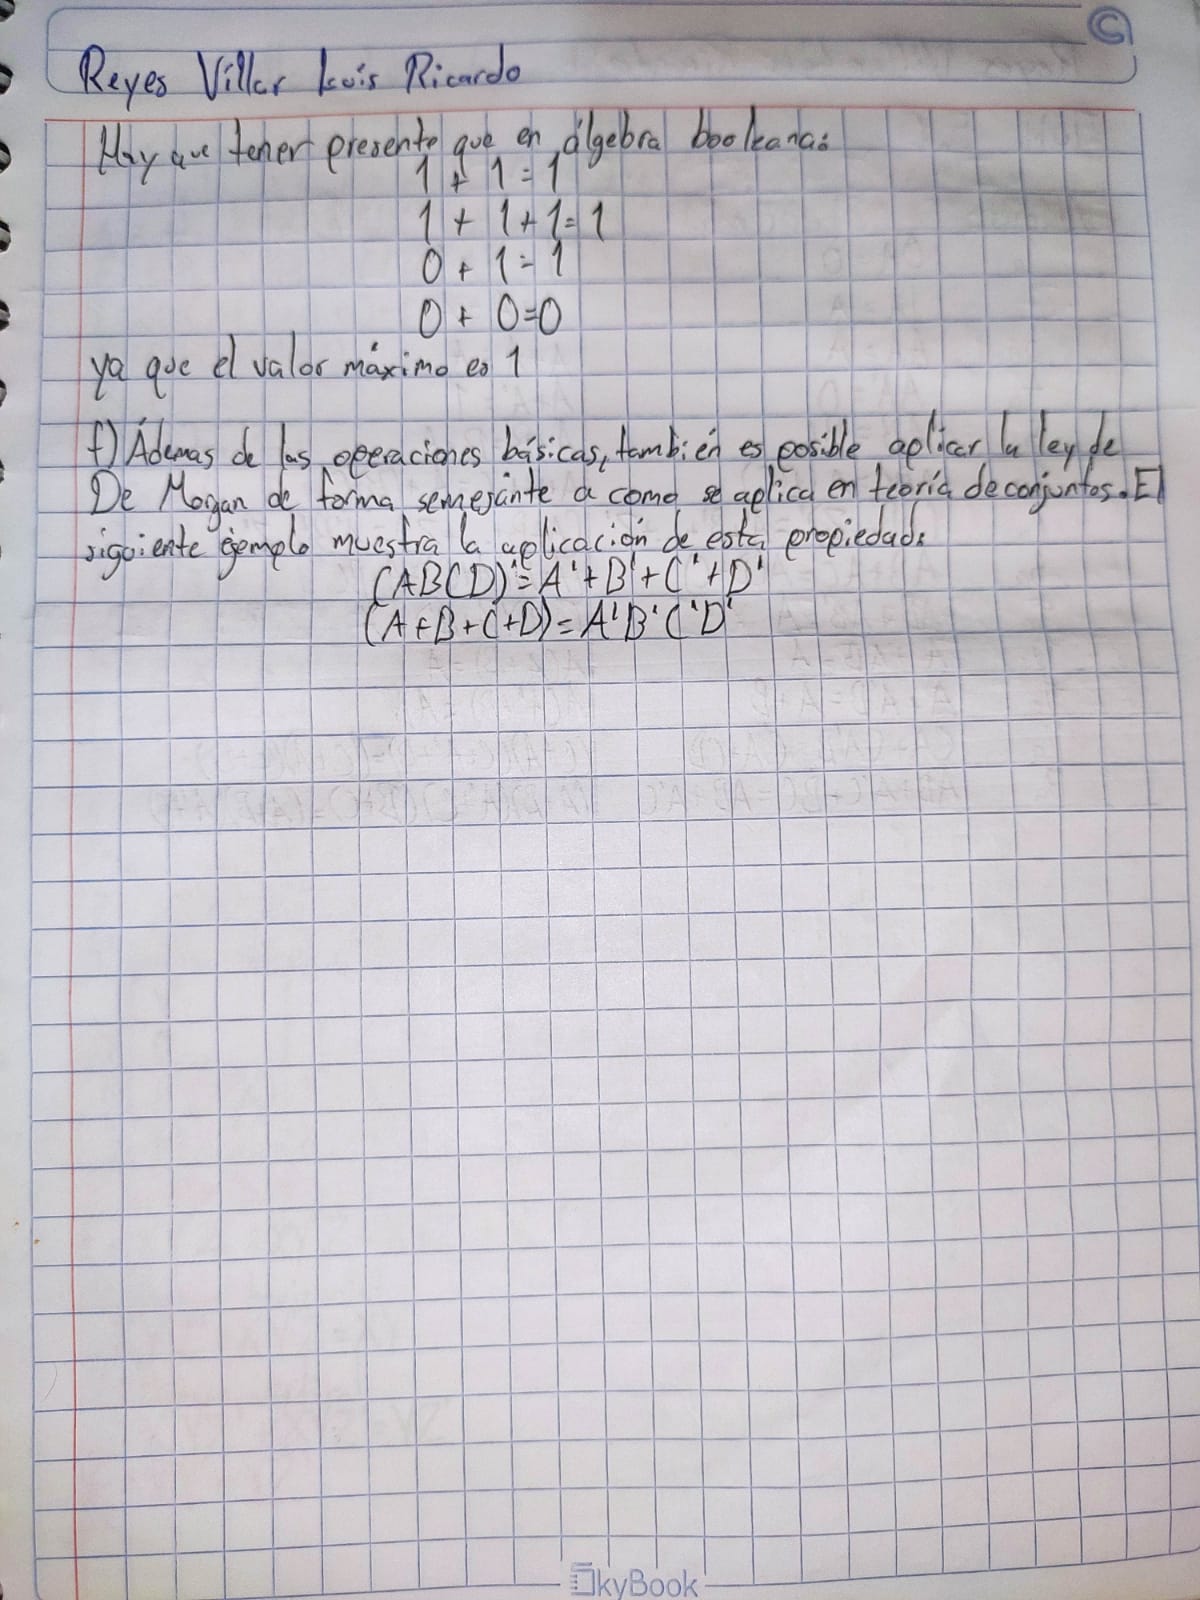 Reyes Villar Luis Ricardo
Hay que tener presente que en álgebra booleana:
1 + 1 = 1
1 + 1 + 1 = 1
0 + 1 = 1
0 + 0 = 0
ya que el valor máximo es 1
f) Ádemas de las operaciones básicas, también es posible aplicar la ley de
De Mogan de forma semejante a como se aplica en teoría de conjuntos. El
siguiente ejemplo muestra la aplicación de esta propiedad:
(ABCD)' = A' + B' + C' + D'
(A + B + C + D) = A'B'C'D'
SkyBook